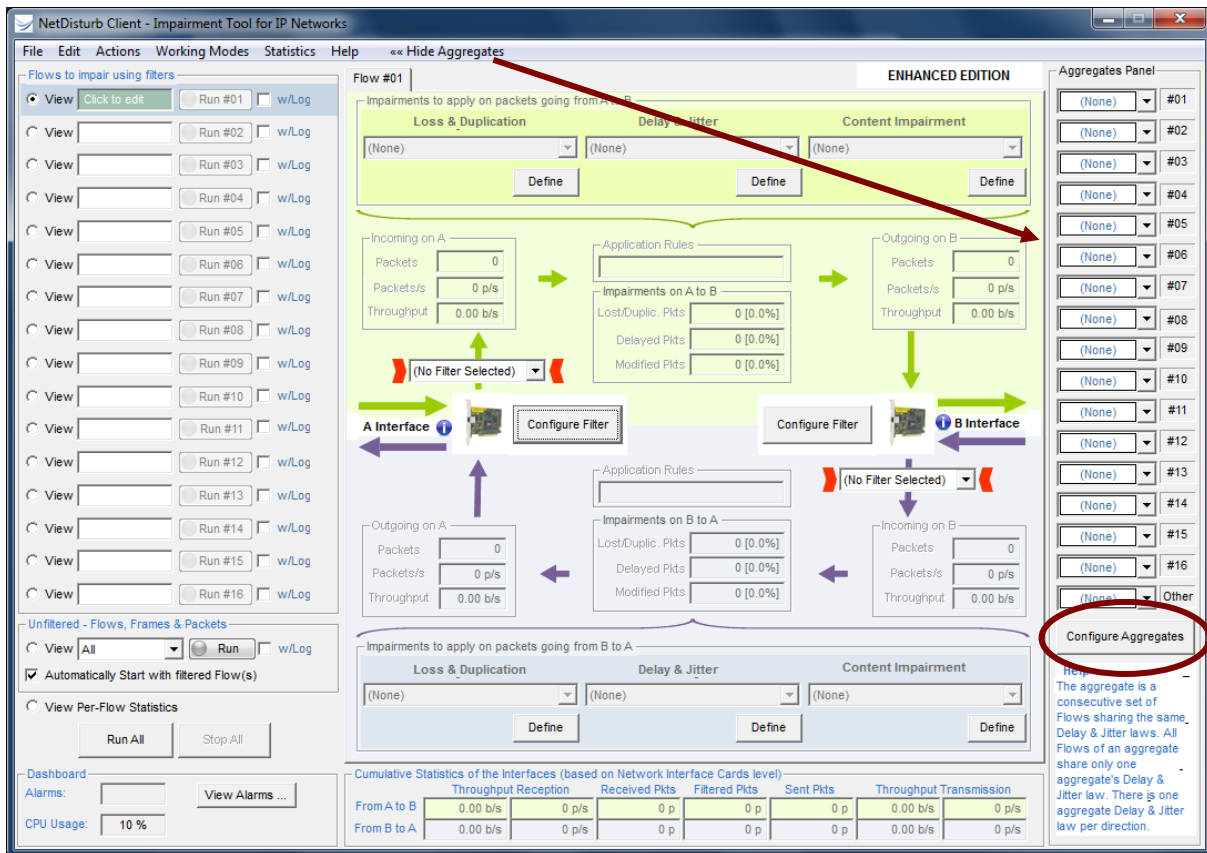 NetDisturb Client - Impairment Tool for IP Networks
File Edit Actions Working Modes Statistics Help «« Hide Aggregates
Flows to impair using filters
View Click to edit Run #01 w/Log
View Run #02 w/Log
View Run #03 w/Log
View Run #04 w/Log
View Run #05 w/Log
View Run #06 w/Log
View Run #07 w/Log
View Run #08 w/Log
View Run #09 w/Log
View Run #10 w/Log
View Run #11 w/Log
View Run #12 w/Log
View Run #13 w/Log
View Run #14 w/Log
View Run #15 w/Log
View Run #16 w/Log
Unfiltered - Flows, Frames & Packets
View All Run w/Log
Automatically Start with filtered Flow(s)
View Per-Flow Statistics
Run All Stop All
Dashboard
Alarms: View Alarms ...
CPU Usage: 10 %
Flow #01 ENHANCED EDITION
Impairments to apply on packets going from A to B
Loss & Duplication Delay & Jitter Content Impairment
(None) (None) (None)
Define Define Define
Incoming on A
Packets 0
Packets/s 0 p/s
Throughput 0.00 b/s
Application Rules
Impairments on A to B
Lost/Duplic. Pkts 0 [0.0%]
Delayed Pkts 0 [0.0%]
Modified Pkts 0 [0.0%]
Outgoing on B
Packets 0
Packets/s 0 p/s
Throughput 0.00 b/s
(No Filter Selected)
A Interface Configure Filter Configure Filter B Interface
(No Filter Selected)
Outgoing on A
Packets 0
Packets/s 0 p/s
Throughput 0.00 b/s
Application Rules
Impairments on B to A
Lost/Duplic. Pkts 0 [0.0%]
Delayed Pkts 0 [0.0%]
Modified Pkts 0 [0.0%]
Incoming on B
Packets 0
Packets/s 0 p/s
Throughput 0.00 b/s
Impairments to apply on packets going from B to A
Loss & Duplication Delay & Jitter Content Impairment
(None) (None) (None)
Define Define Define
Cumulative Statistics of the Interfaces (based on Network Interface Cards level)
Throughput Reception Received Pkts Filtered Pkts Sent Pkts Throughput Transmission
From A to B 0.00 b/s 0 p/s 0 p 0 p 0 p 0.00 b/s 0 p/s
From B to A 0.00 b/s 0 p/s 0 p 0 p 0 p 0.00 b/s 0 p/s
Aggregates Panel
(None) #01
(None) #02
(None) #03
(None) #04
(None) #05
(None) #06
(None) #07
(None) #08
(None) #09
(None) #10
(None) #11
(None) #12
(None) #13
(None) #14
(None) #15
(None) #16
(None) Other
Configure Aggregates
Help
The aggregate is a
consecutive set of
Flows sharing the same
Delay & Jitter laws. All
Flows of an aggregate
share only one
aggregate's Delay &
Jitter law. There is one
aggregate Delay & Jitter
law per direction.